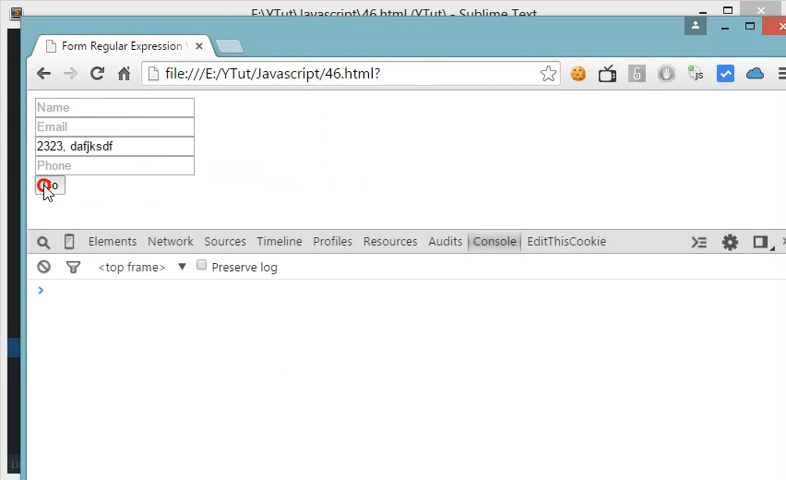 E:\YTut\Javascript\46.html (YTut) - Sublime Text
Form Regular Expression
file:///E:/YTut/Javascript/46.html?
js
Name
Email
2323, dafjksdf
Phone
Elements Network Sources Timeline Profiles Resources Audits Console EditThisCookie
<top frame> ▼ Preserve log
>